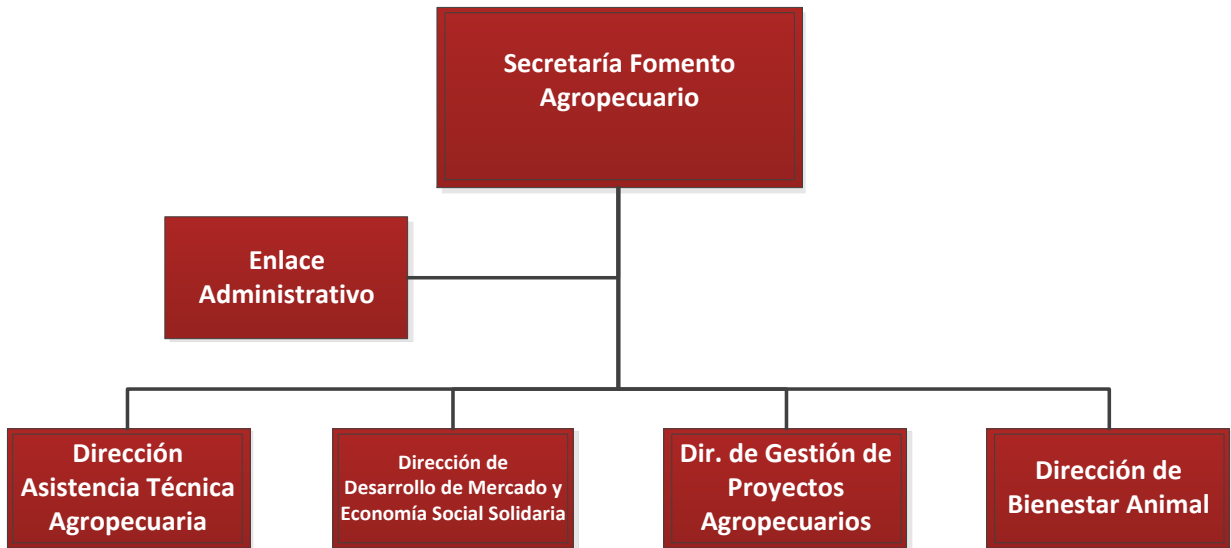 Secretaría Fomento
Agropecuario
Enlace
Administrativo
Dirección
Asistencia Técnica
Agropecuaria
Dirección de
Desarrollo de Mercado y
Economía Social Solidaria
Dir. de Gestión de
Proyectos
Agropecuarios
Dirección de
Bienestar Animal